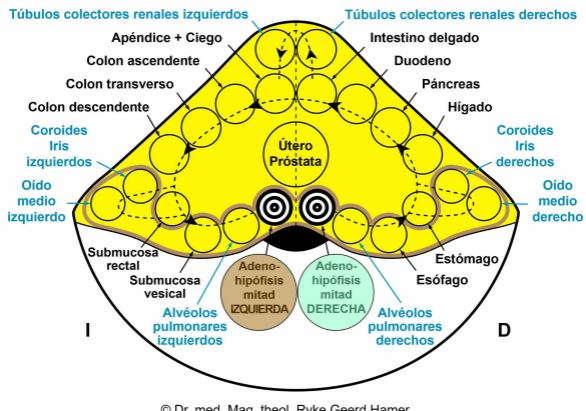 Túbulos colectores renales izquierdos
Túbulos colectores renales derechos
Apéndice + Ciego
Intestino delgado
Colon ascendente
Duodeno
Colon transverso
Páncreas
Colon descendente
Hígado
Coroides
Iris
izquierdos
Coroides
Iris
derechos
Útero
Próstata
Oído
medio
izquierdo
Oído
medio
derecho
Submucosa
rectal
Submucosa
vesical
Alvéolos
pulmonares
izquierdos
Adeno-
hipófisis
mitad
IZQUIERDA
Adeno-
hipófisis
mitad
DERECHA
Alvéolos
pulmonares
derechos
Estómago
Esófago
I
D
© Dr. med. Mag. theol. Ryke Geerd Hamer